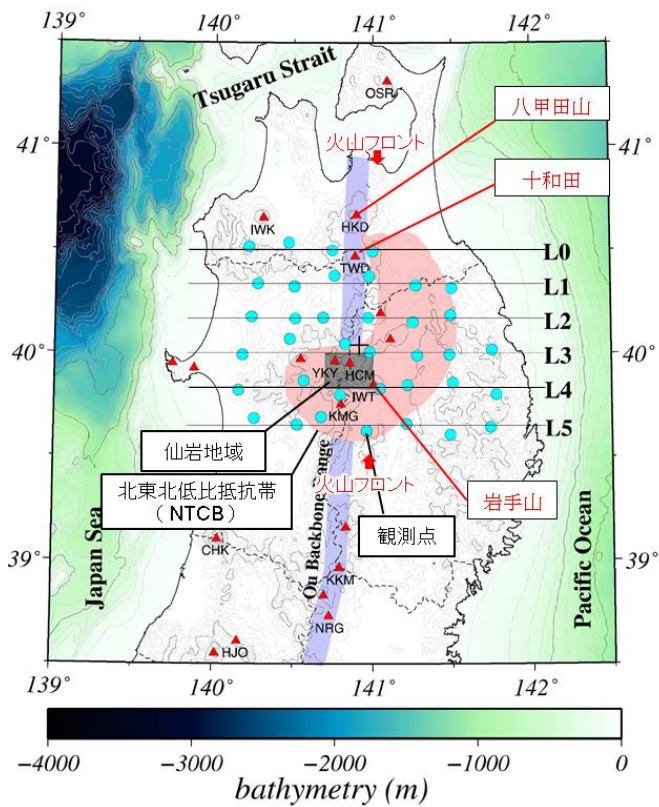 139° 140° 141° 142°
Tsugaru Strait
OSR
八甲田山
41° 41°
火山フロント
十和田
IWK
HKD
TWD
L0
L1
L2
40° 40°
L3
YKY
HCM
L4
IWT
KMG
L5
仙岩地域
北東北低比抵抗帯
(NTCB)
火山フロント
岩手山
観測点
Ou Backbone Range
Japan Sea
Pacific Ocean
39° 39°
CHK
KKM
NRG
HJO
139° 140° 141° 142°
−4000 −3000 −2000 −1000 0
bathymetry (m)